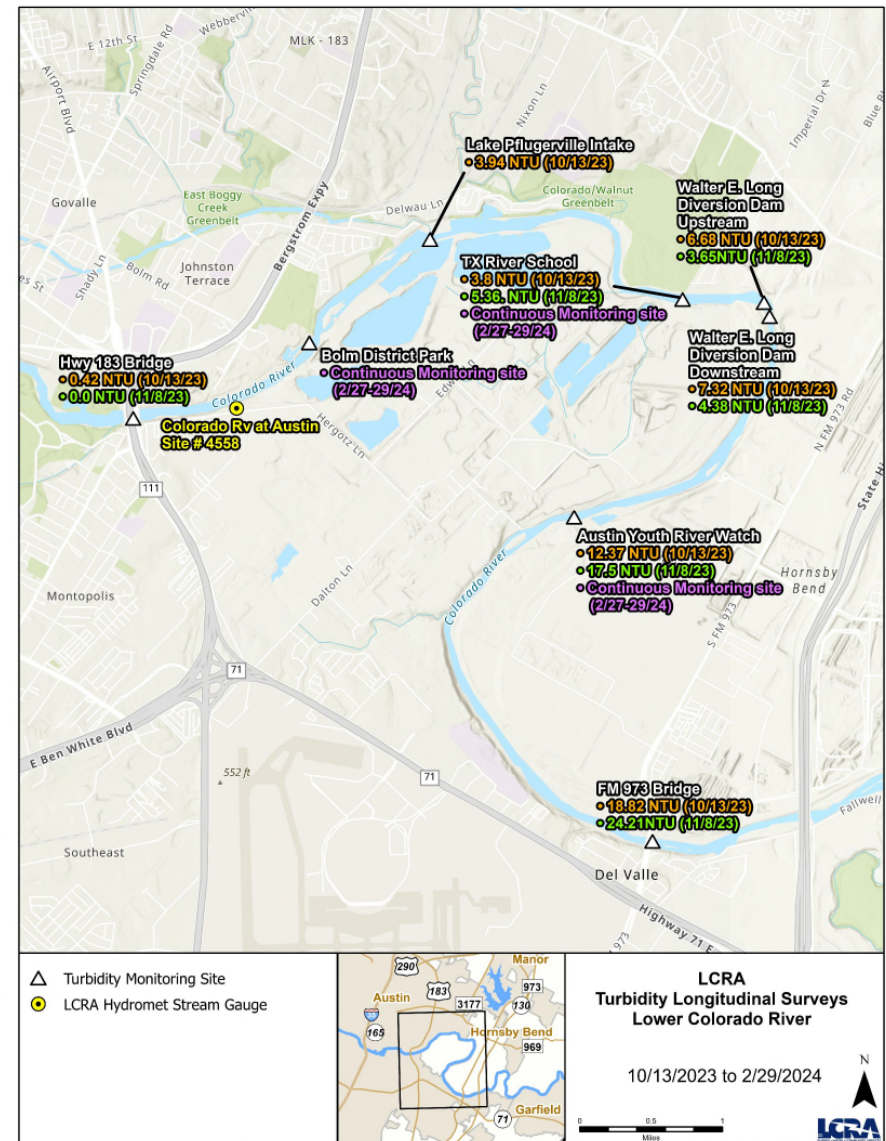 E 12th St
Springdale Rd
Webberville
MLK - 183
Airport Blvd
Nixon Ln
Imperial Dr N
Blue
Lake Pflugerville Intake
• 3.94 NTU (10/13/23)
Govalle
East Boggy
Creek
Greenbelt
Delwau Ln
Colorado/Walnut
Greenbelt
Walter E. Long
Diversion Dam
Upstream
• 6.68 NTU (10/13/23)
• 3.65NTU (11/8/23)
Bergstrom Expy
Shady Ln
Bolm Rd
Johnston
Terrace
es St
TX River School
• 3.8 NTU (10/13/23)
• 5.36. NTU (11/8/23)
• Continuous Monitoring site
(2/27-29/24)
Hwy 183 Bridge
• 0.42 NTU (10/13/23)
• 0.0 NTU (11/8/23)
Colorado River
Bolm District Park
• Continuous Monitoring site
(2/27-29/24)
Walter E. Long
Diversion Dam
Downstream
• 7.32 NTU (10/13/23)
• 4.38 NTU (11/8/23)
Colorado Rv at Austin
Site # 4558
Hergotz Ln
N FM 973 Rd
State Hi
111
Austin Youth River Watch
• 12.37 NTU (10/13/23)
• 17.5 NTU (11/8/23)
• Continuous Monitoring site
(2/27-29/24)
Hornsby
Bend
Montopolis
Dalton Ln
Colorado River
S FM 973
71
E Ben White Blvd
552 ft
71
FM 973 Bridge
• 18.82 NTU (10/13/23)
• 24.21NTU (11/8/23)
Fallwell
Southeast
Del Valle
Highway 71 E
973
Turbidity Monitoring Site
LCRA Hydromet Stream Gauge
290
Manor
Austin
183
973
3177
130
165
Hornsby Bend
969
Garfield
71
LCRA
Turbidity Longitudinal Surveys
Lower Colorado River
10/13/2023 to 2/29/2024
N
0 0.5 1
Miles
LCRA